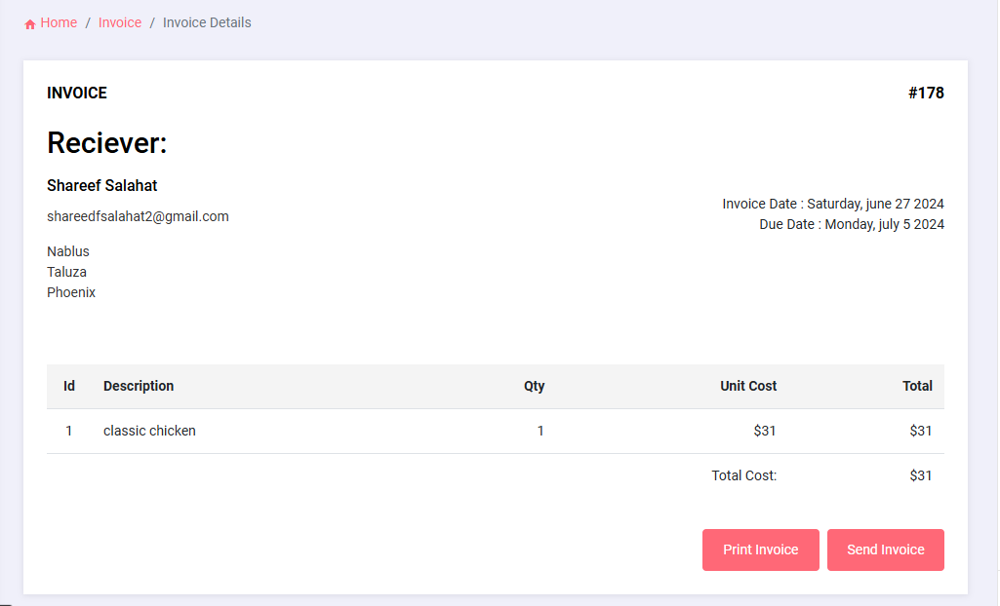 Home / Invoice / Invoice Details
INVOICE #178
Reciever:
Shareef Salahat
shareedfsalahat2@gmail.com
Invoice Date : Saturday, june 27 2024
Due Date : Monday, july 5 2024
Nablus
Taluza
Phoenix
Id Description Qty Unit Cost Total
1 classic chicken 1 $31 $31
Total Cost: $31
Print Invoice Send Invoice